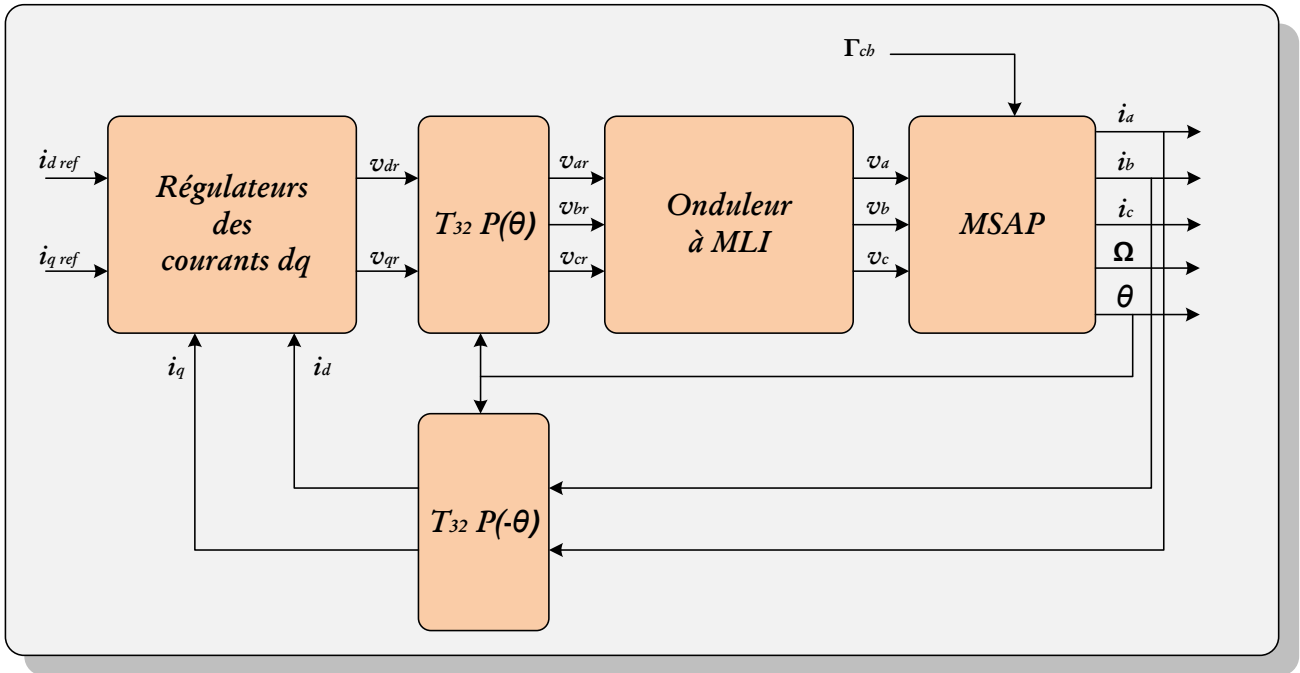 Γch
id ref
iq ref
Régulateurs
des
courants dq
vdr
vqr
T32 P(θ)
var
vbr
vcr
Onduleur
à MLI
va
vb
vc
MSAP
ia
ib
ic
Ω
θ
iq
id
T32 P(-θ)